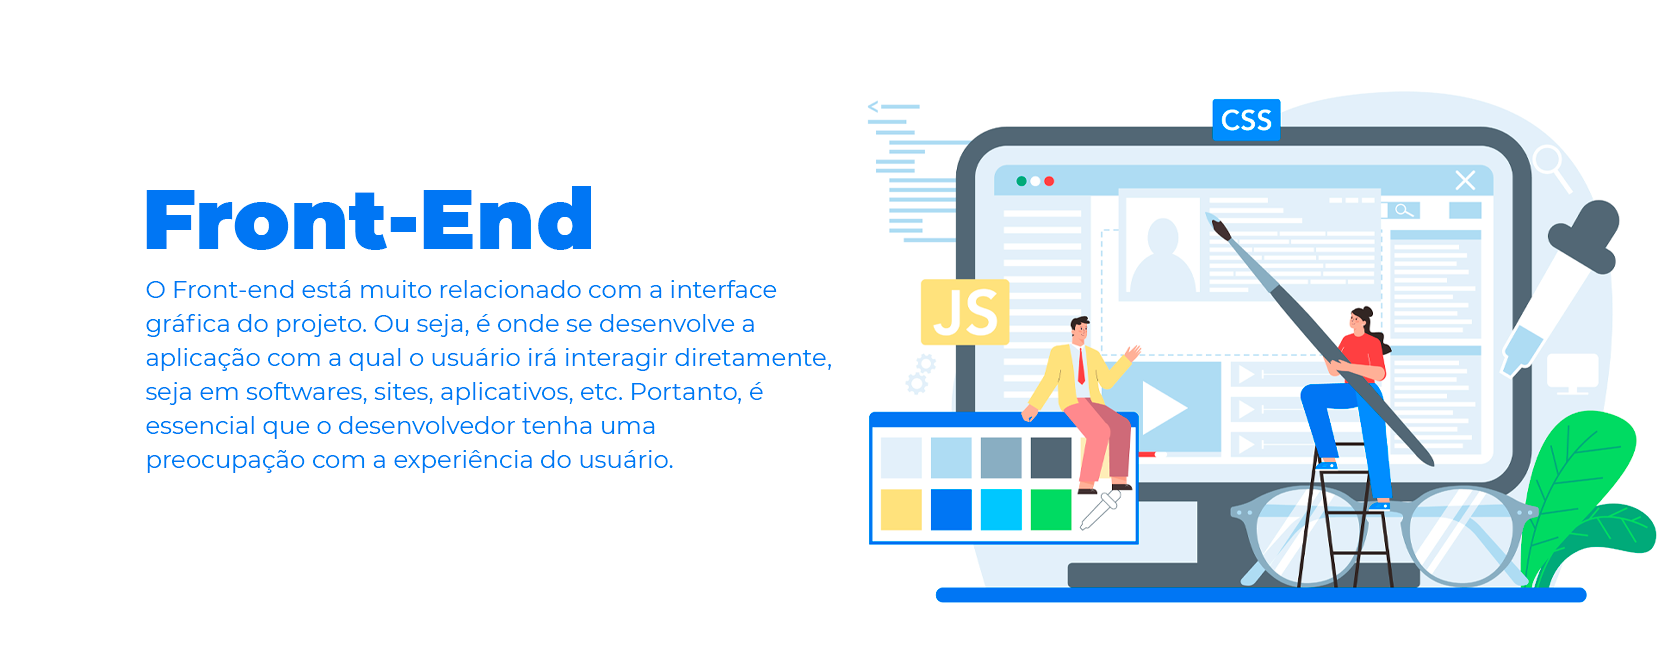 Front-End
O Front-end está muito relacionado com a interface
gráfica do projeto. Ou seja, é onde se desenvolve a
aplicação com a qual o usuário irá interagir diretamente,
seja em softwares, sites, aplicativos, etc. Portanto, é
essencial que o desenvolvedor tenha uma
preocupação com a experiência do usuário.
CSS
JS